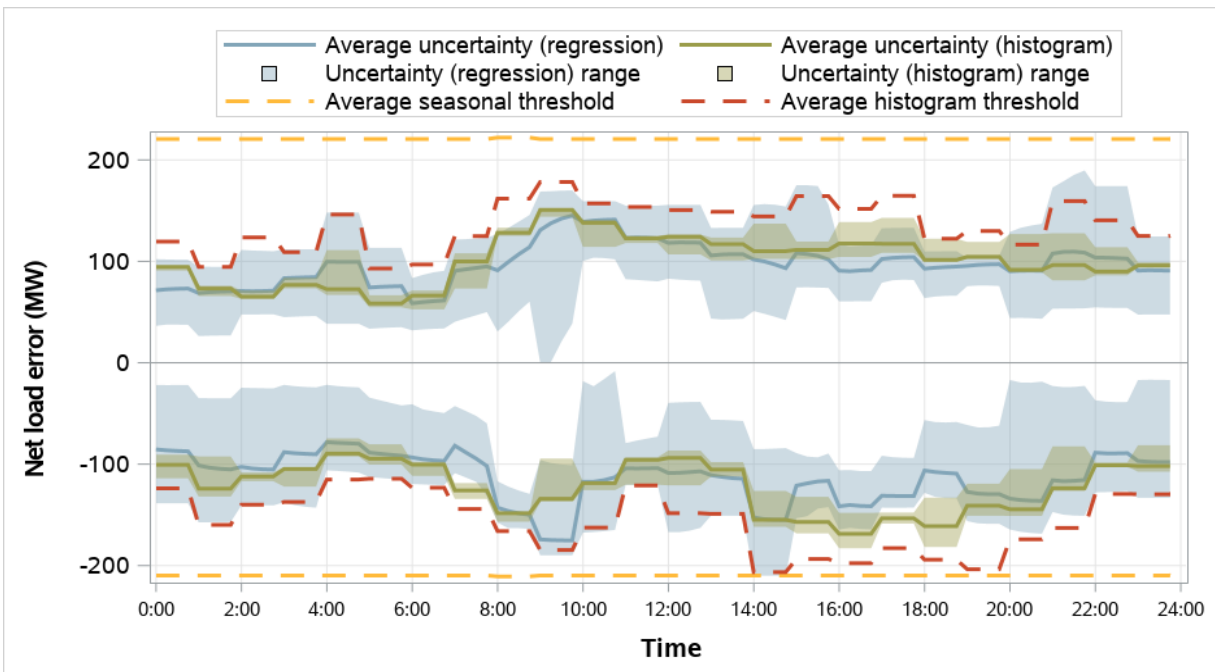 Average uncertainty (regression) Average uncertainty (histogram)
Uncertainty (regression) range Uncertainty (histogram) range
Average seasonal threshold Average histogram threshold
Net load error (MW)
200
100
0
-100
-200
0:00 2:00 4:00 6:00 8:00 10:00 12:00 14:00 16:00 18:00 20:00 22:00 24:00
Time